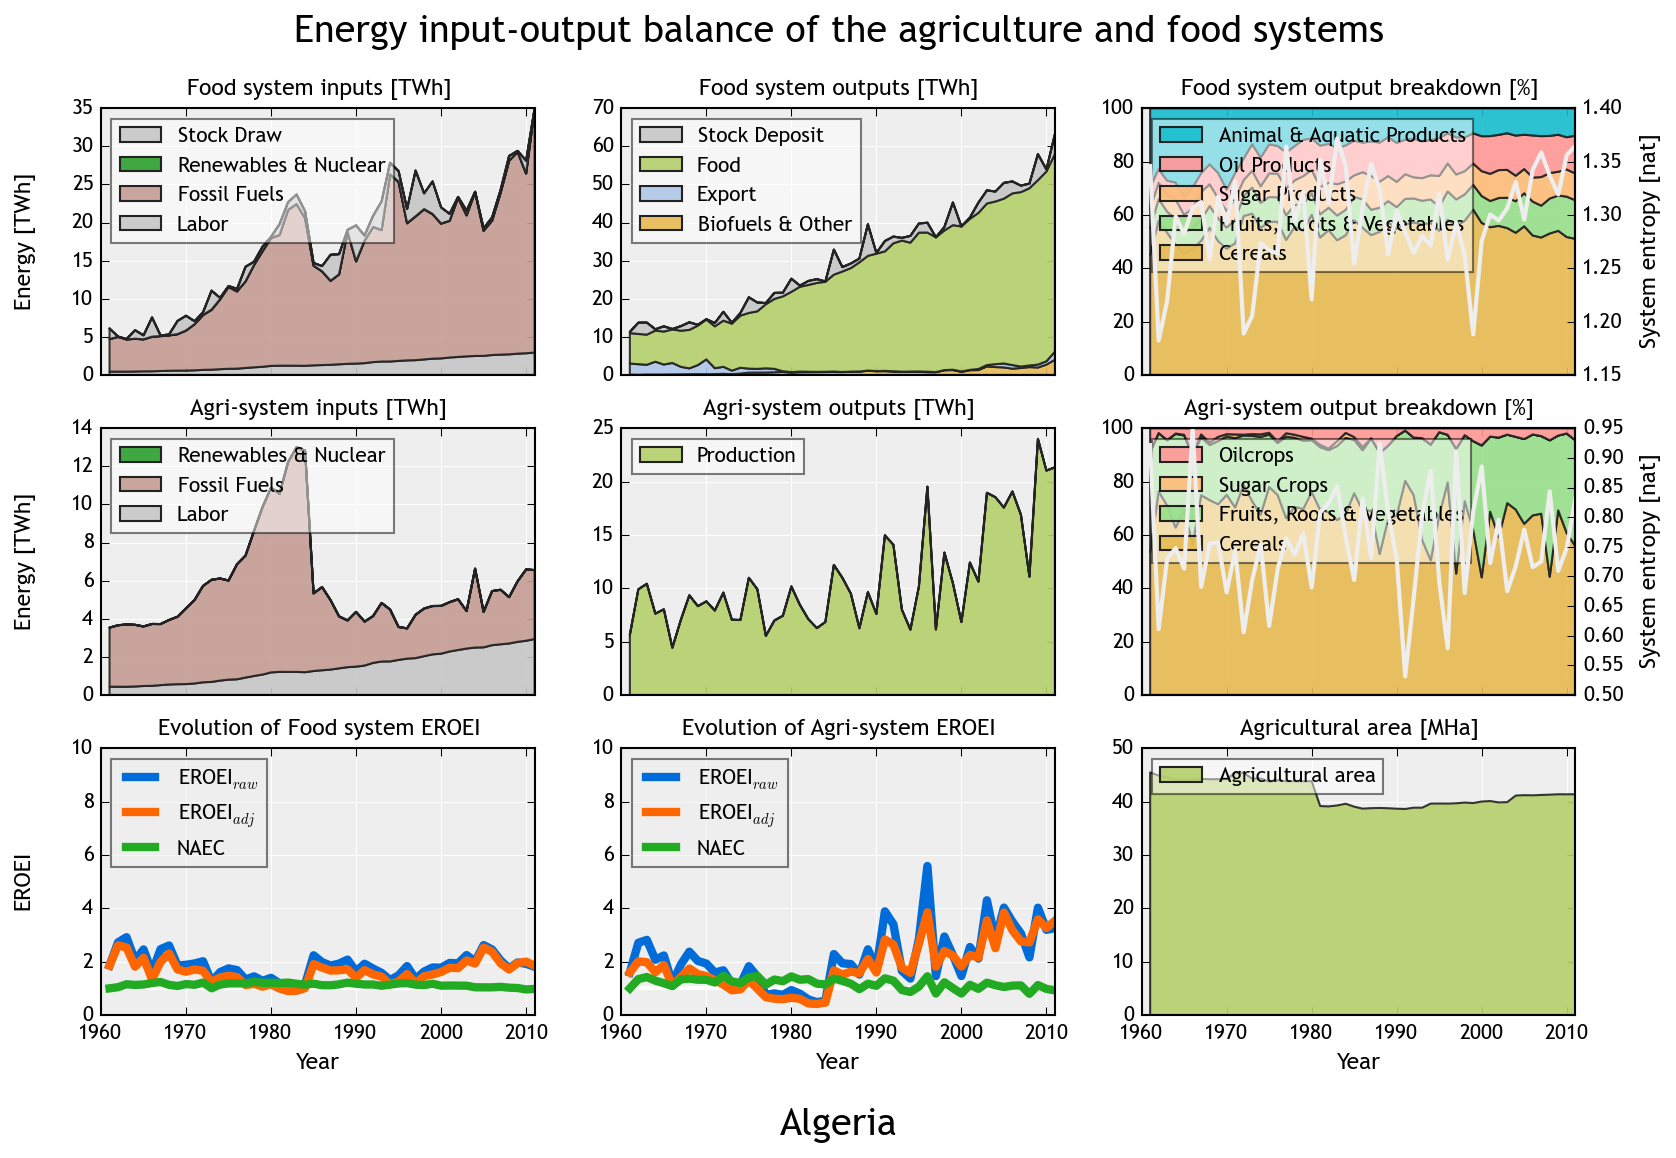 Energy input-output balance of the agriculture and food systems
Food system inputs [TWh]
Energy [TWh]
35
30
25
20
15
10
5
0
Stock Draw
Renewables & Nuclear
Fossil Fuels
Labor
Food system outputs [TWh]
70
60
50
40
30
20
10
0
Stock Deposit
Food
Export
Biofuels & Other
Food system output breakdown [%]
100
80
60
40
20
0
Animal & Aquatic Products
Oil Products
Sugar Products
Fruits, Roots & Vegetables
Cereals
1.40
1.35
1.30
1.25
1.20
1.15
System entropy [nat]
Agri-system inputs [TWh]
Energy [TWh]
14
12
10
8
6
4
2
0
Renewables & Nuclear
Fossil Fuels
Labor
Agri-system outputs [TWh]
25
20
15
10
5
0
Production
Agri-system output breakdown [%]
100
80
60
40
20
0
Oilcrops
Sugar Crops
Fruits, Roots & Vegetables
Cereals
0.95
0.90
0.85
0.80
0.75
0.70
0.65
0.60
0.55
0.50
System entropy [nat]
Evolution of Food system EROEI
EROEI
10
8
6
4
2
0
EROEI raw
EROEI adj
NAEC
1960 1970 1980 1990 2000 2010
Year
Evolution of Agri-system EROEI
10
8
6
4
2
0
EROEI raw
EROEI adj
NAEC
1960 1970 1980 1990 2000 2010
Year
Agricultural area [MHa]
50
40
30
20
10
0
Agricultural area
1960 1970 1980 1990 2000 2010
Year
Algeria